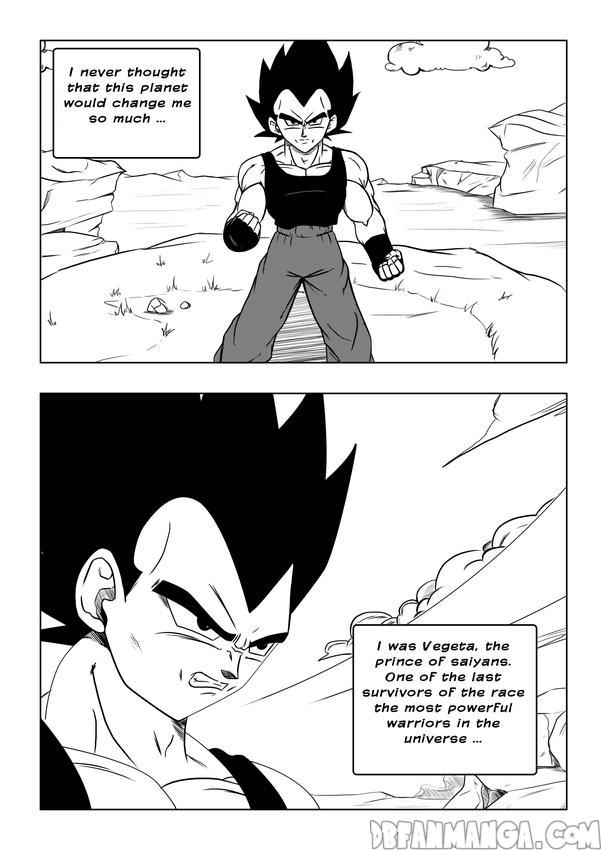 I never thought
that this planet
would change me
so much ...
I was Vegeta, the
prince of saiyans.
One of the last
survivors of the race
the most powerful
warriors in the
universe ...
DBFANMANGA.COM